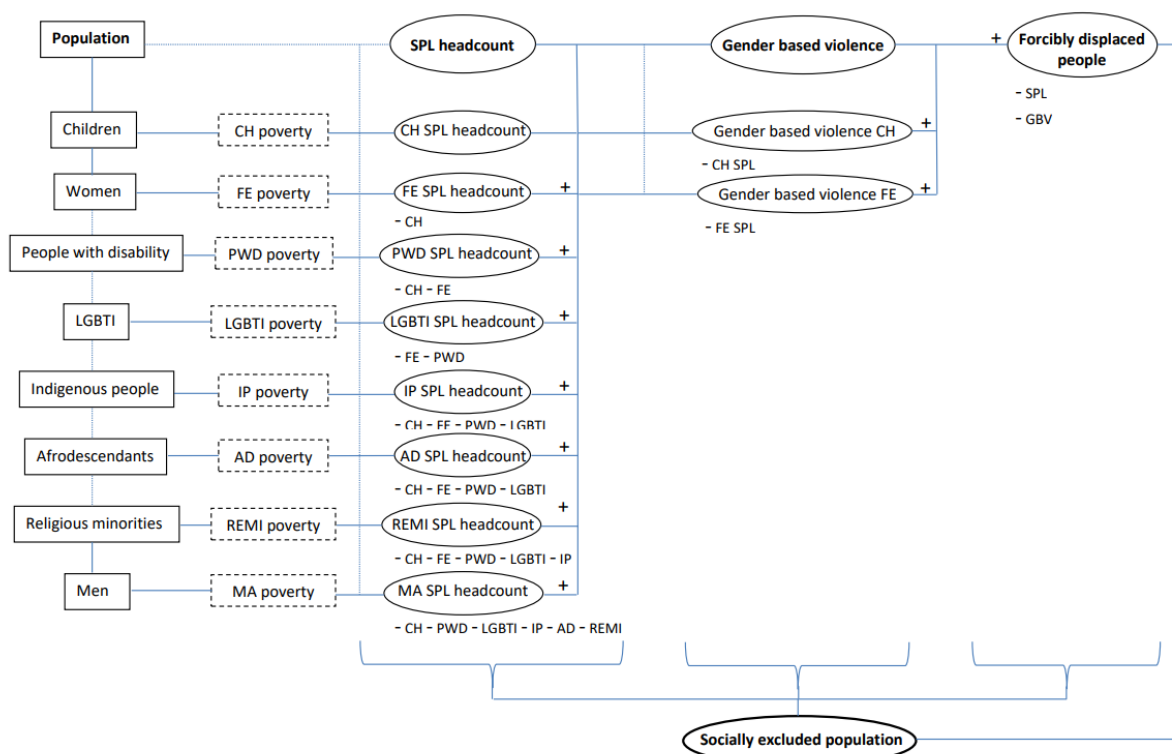 Population
SPL headcount
Gender based violence
+
Forcibly displaced
people
- SPL
- GBV
Children
CH poverty
CH SPL headcount
Gender based violence CH
+
- CH SPL
Women
FE poverty
FE SPL headcount
+
Gender based violence FE
+
- CH
- FE SPL
People with disability
PWD poverty
PWD SPL headcount
+
- CH - FE
LGBTI
LGBTI poverty
LGBTI SPL headcount
+
- FE - PWD
Indigenous people
IP poverty
IP SPL headcount
+
- CH - FE - PWD - LGBTI
Afrodescendants
AD poverty
AD SPL headcount
+
- CH - FE - PWD - LGBTI
Religious minorities
REMI poverty
REMI SPL headcount
+
- CH - FE - PWD - LGBTI - IP
Men
MA poverty
MA SPL headcount
+
- CH - PWD - LGBTI - IP - AD - REMI
Socially excluded population